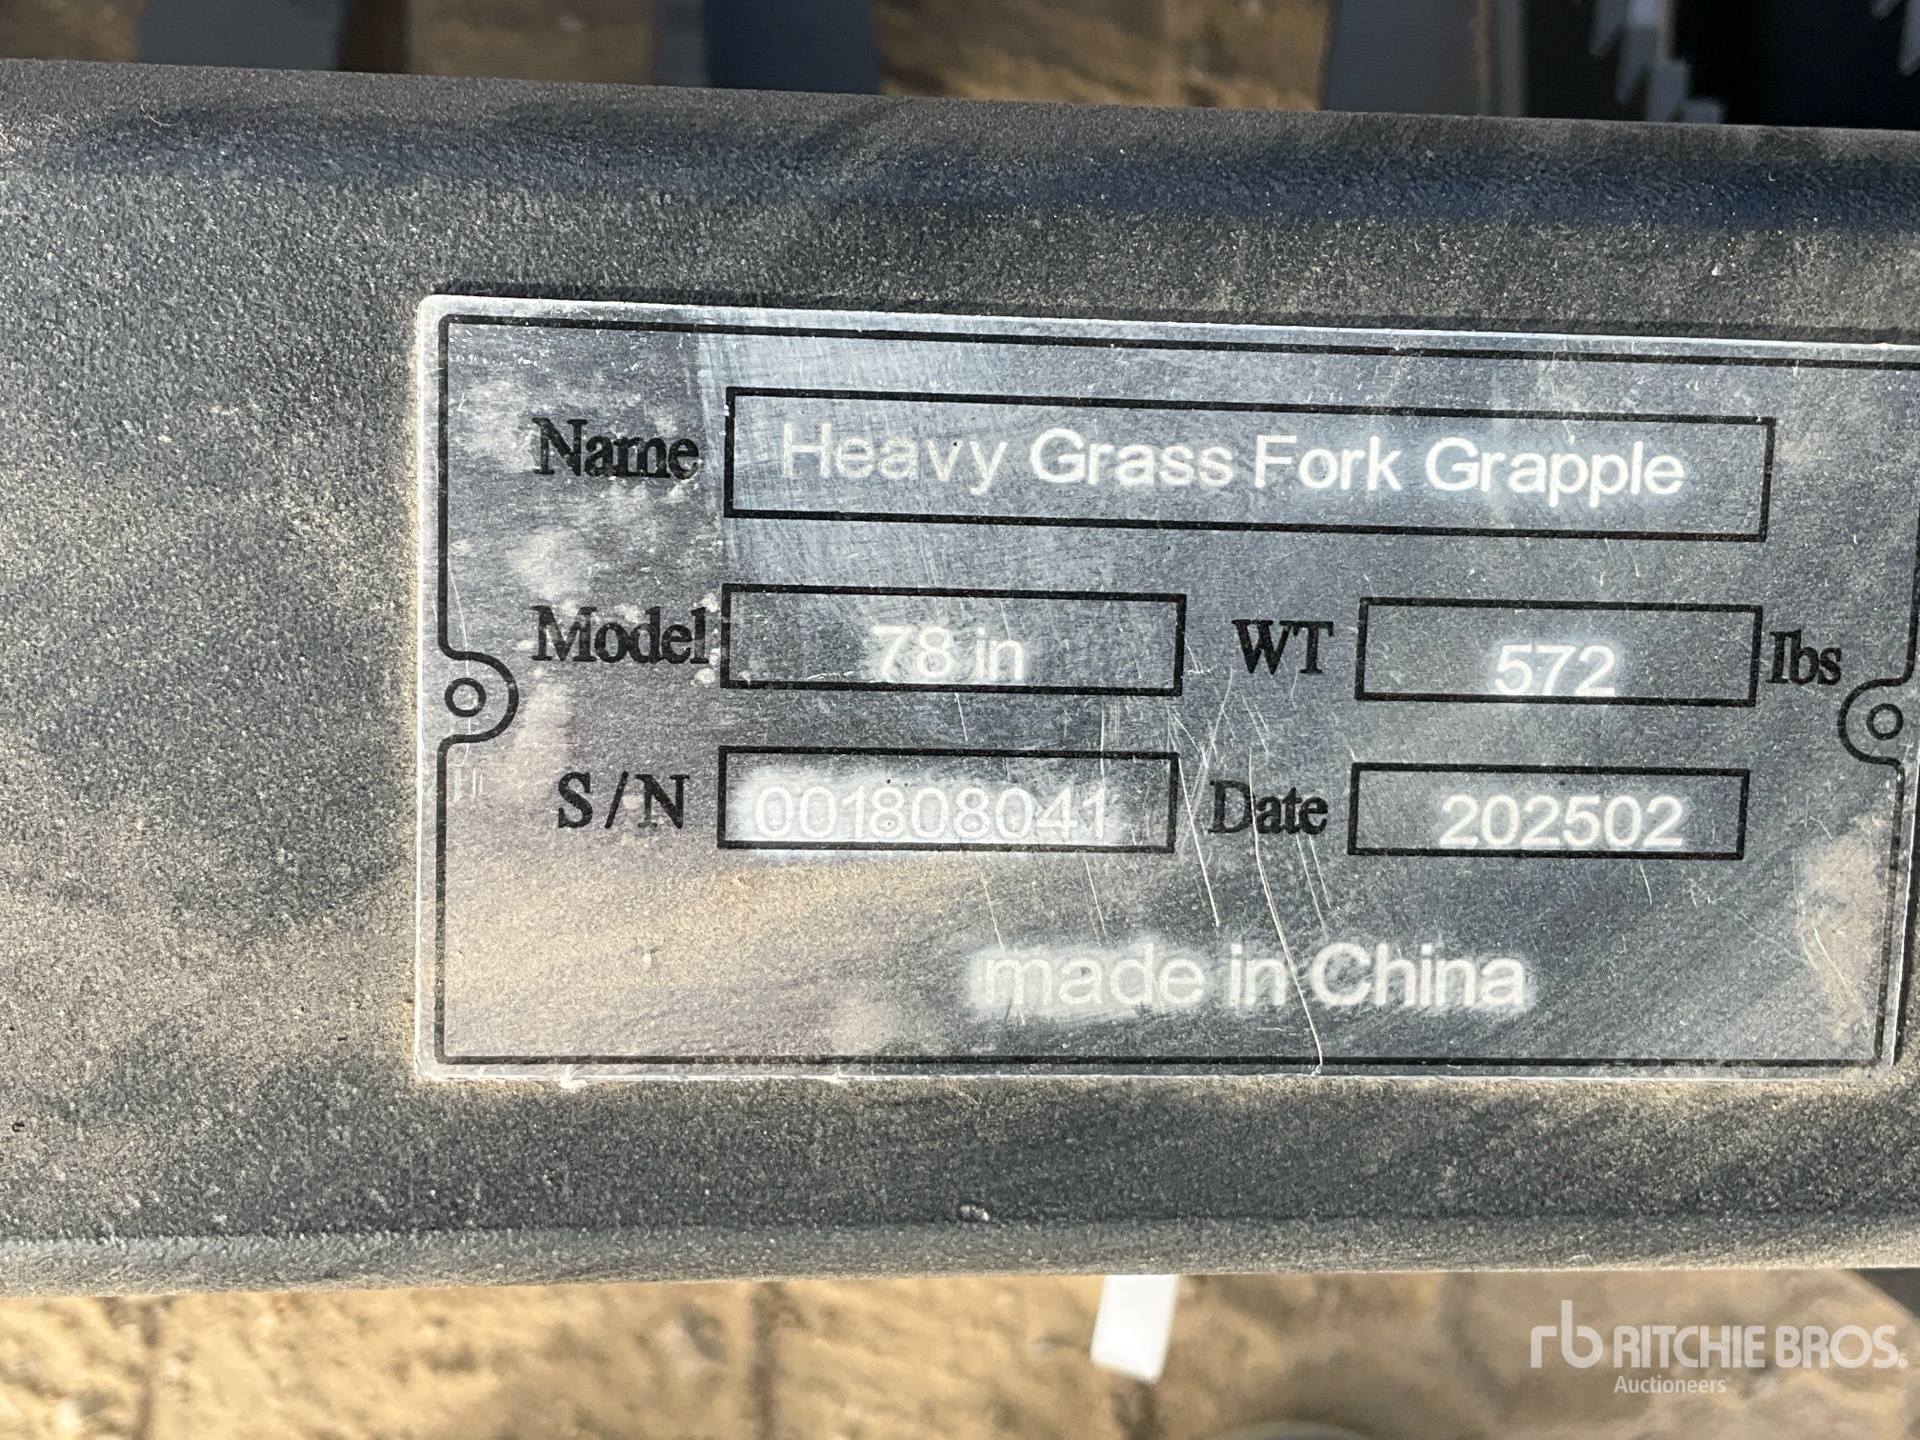 Name Heavy Grass Fork Grapple
Model 78 in WT 572 lbs
S/N 001808041 Date 202502
made in China
rb RITCHIE BROS.
Auctioneers